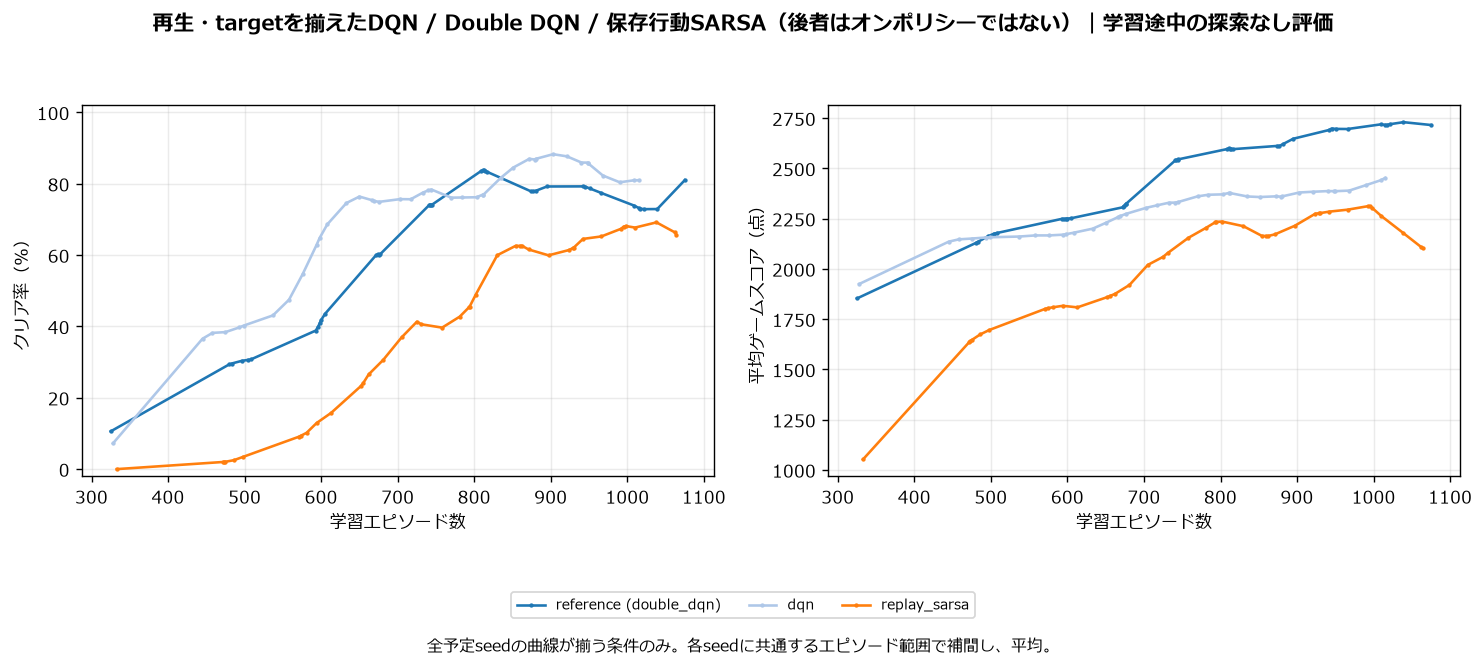 再生・targetを揃えたDQN / Double DQN / 保存行動SARSA（後者はオンポリシーではない）｜学習途中の探索なし評価
クリア率（%）
100
80
60
40
20
0
300 400 500 600 700 800 900 1000 1100
学習エピソード数
平均ゲームスコア（点）
2750
2500
2250
2000
1750
1500
1250
1000
300 400 500 600 700 800 900 1000 1100
学習エピソード数
reference (double_dqn) dqn replay_sarsa
全予定seedの曲線が揃う条件のみ。各seedに共通するエピソード範囲で補間し、平均。